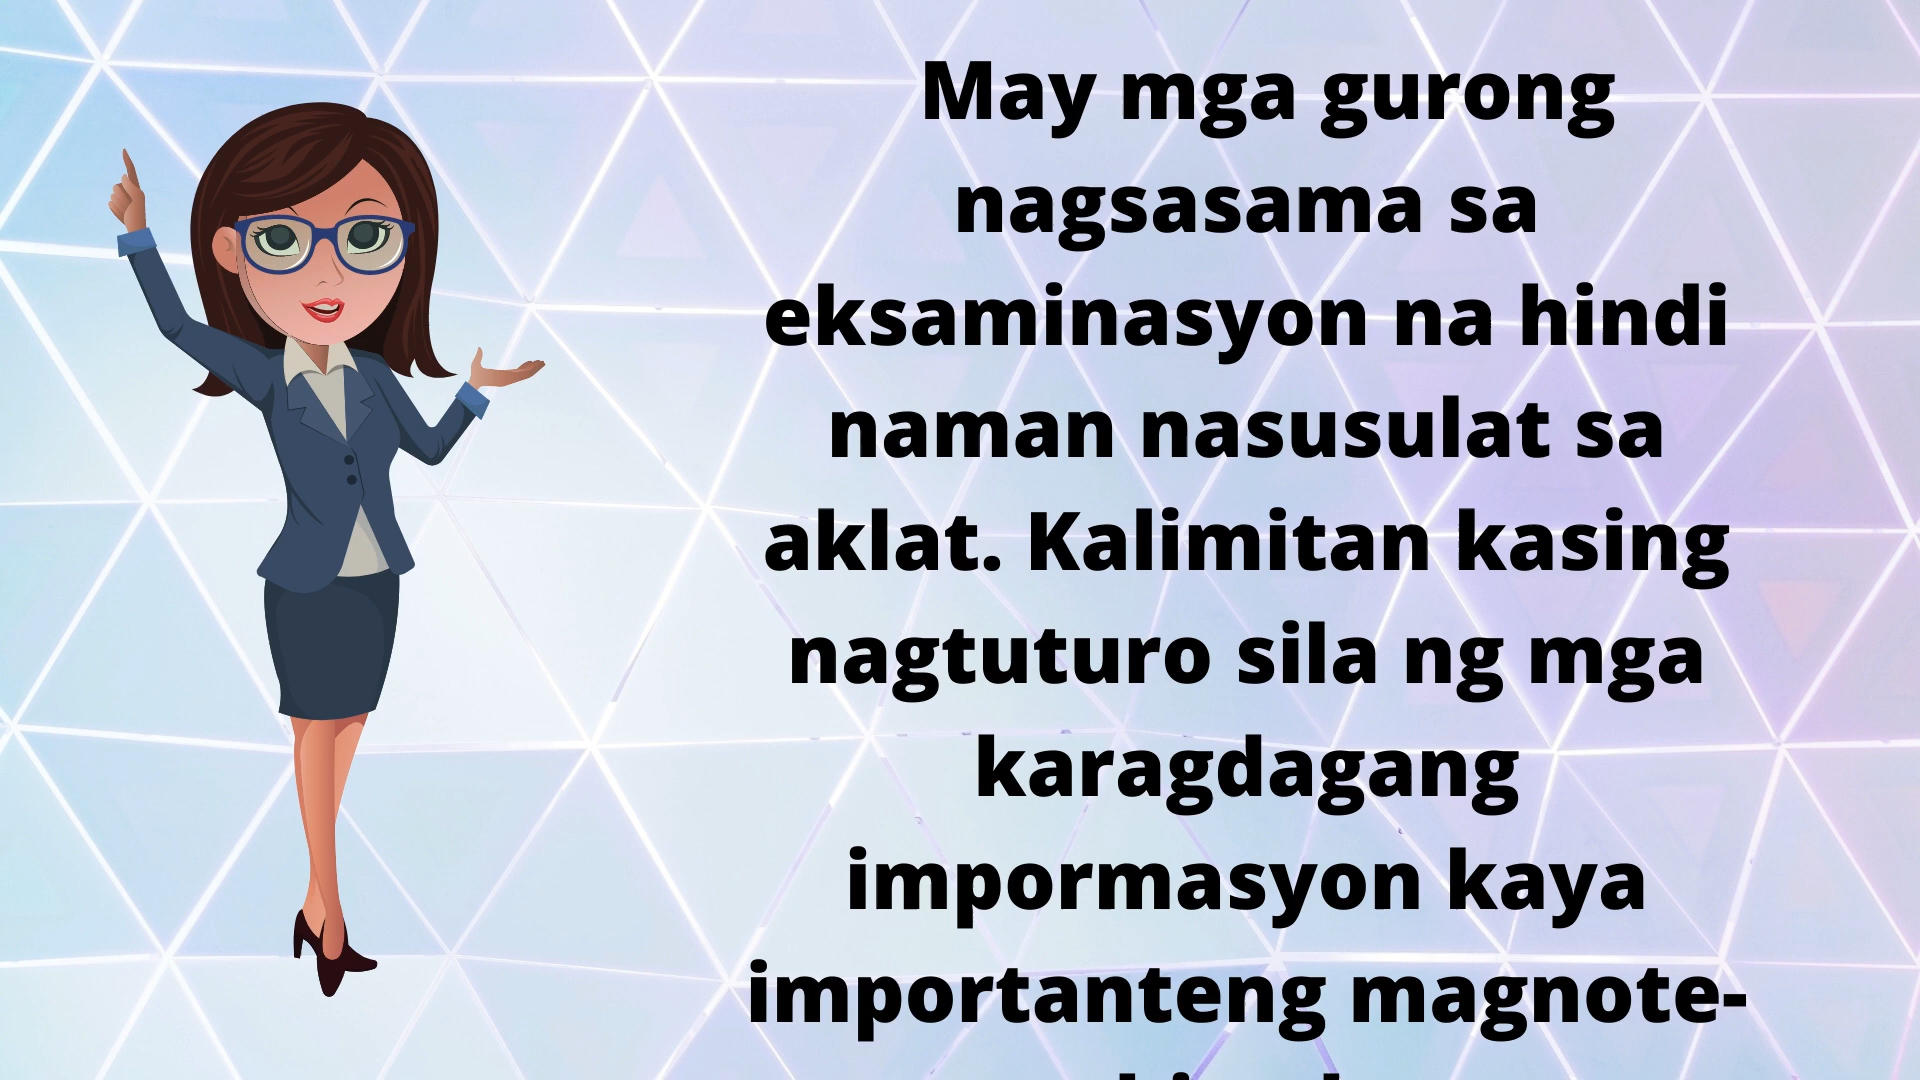 May mga gurong
nagsasama sa
eksaminasyon na hindi
naman nasusulat sa
aklat. Kalimitan kasing
nagtuturo sila ng mga
karagdagang
impormasyon kaya
importanteng magnote-